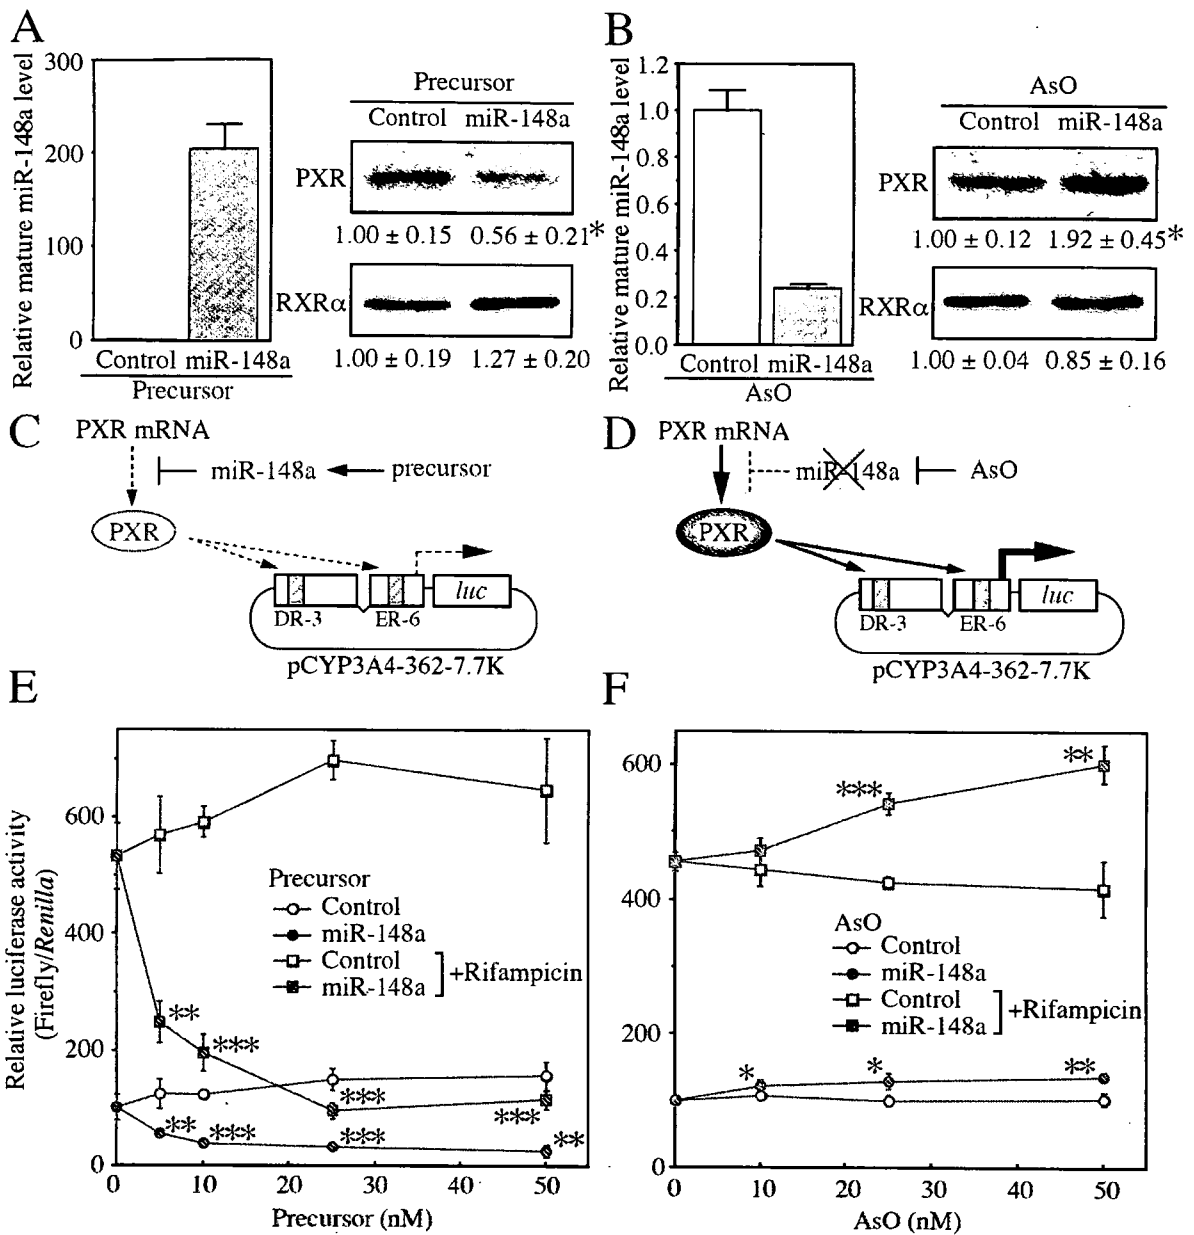 A
Relative mature miR-148a level
300
200
100
0
Control miR-148a
Precursor
Precursor
Control miR-148a
PXR
1.00 ± 0.15 0.56 ± 0.21*
RXRα
1.00 ± 0.19 1.27 ± 0.20
B
Relative mature miR-148a level
1.2
1.0
0.8
0.6
0.4
0.2
0.0
Control miR-148a
AsO
AsO
Control miR-148a
PXR
1.00 ± 0.12 1.92 ± 0.45*
RXRα
1.00 ± 0.04 0.85 ± 0.16
C
PXR mRNA
miR-148a precursor
PXR
DR-3 ER-6 luc
pCYP3A4-362-7.7K
D
PXR mRNA
miR-148a AsO
PXR
DR-3 ER-6 luc
pCYP3A4-362-7.7K
E
Relative luciferase activity
(Firefly/Renilla)
600
400
200
0
Precursor
Control
miR-148a
Control
miR-148a
+Rifampicin
**
***
***
***
**
***
***
**
0 10 20 30 40 50
Precursor (nM)
F
600
400
200
0
***
**
AsO
Control
miR-148a
Control
miR-148a
+Rifampicin
*
*
**
0 10 20 30 40 50
AsO (nM)